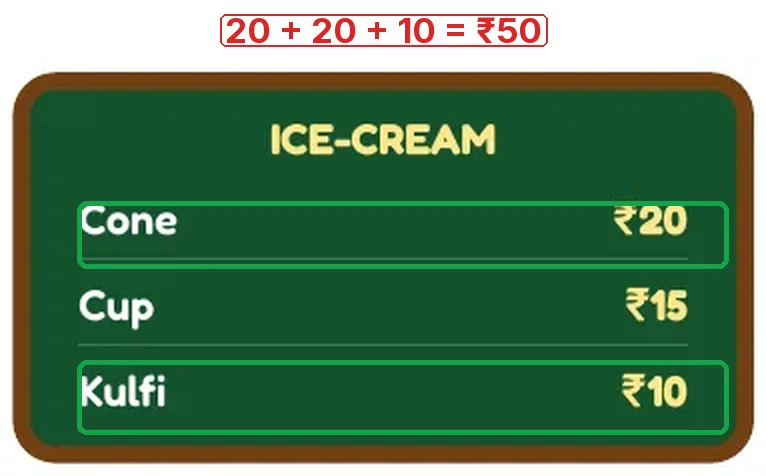 20 + 20 + 10 = ₹50
ICE-CREAM
Cone ₹20
Cup ₹15
Kulfi ₹10